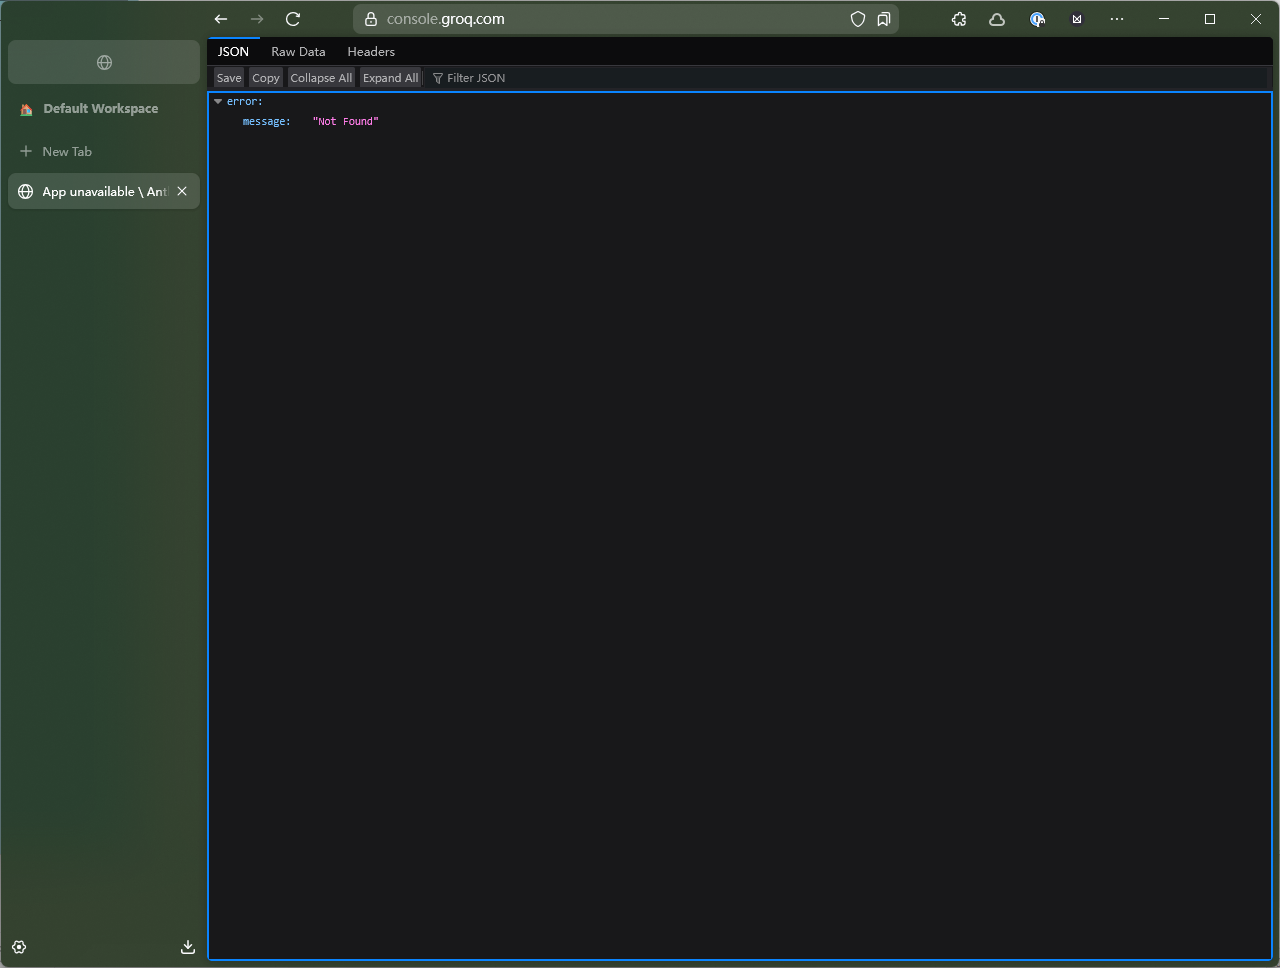 console.groq.com
JSON Raw Data Headers
Save Copy Collapse All Expand All Filter JSON
error:
message: "Not Found"
Default Workspace
New Tab
App unavailable \ Ant